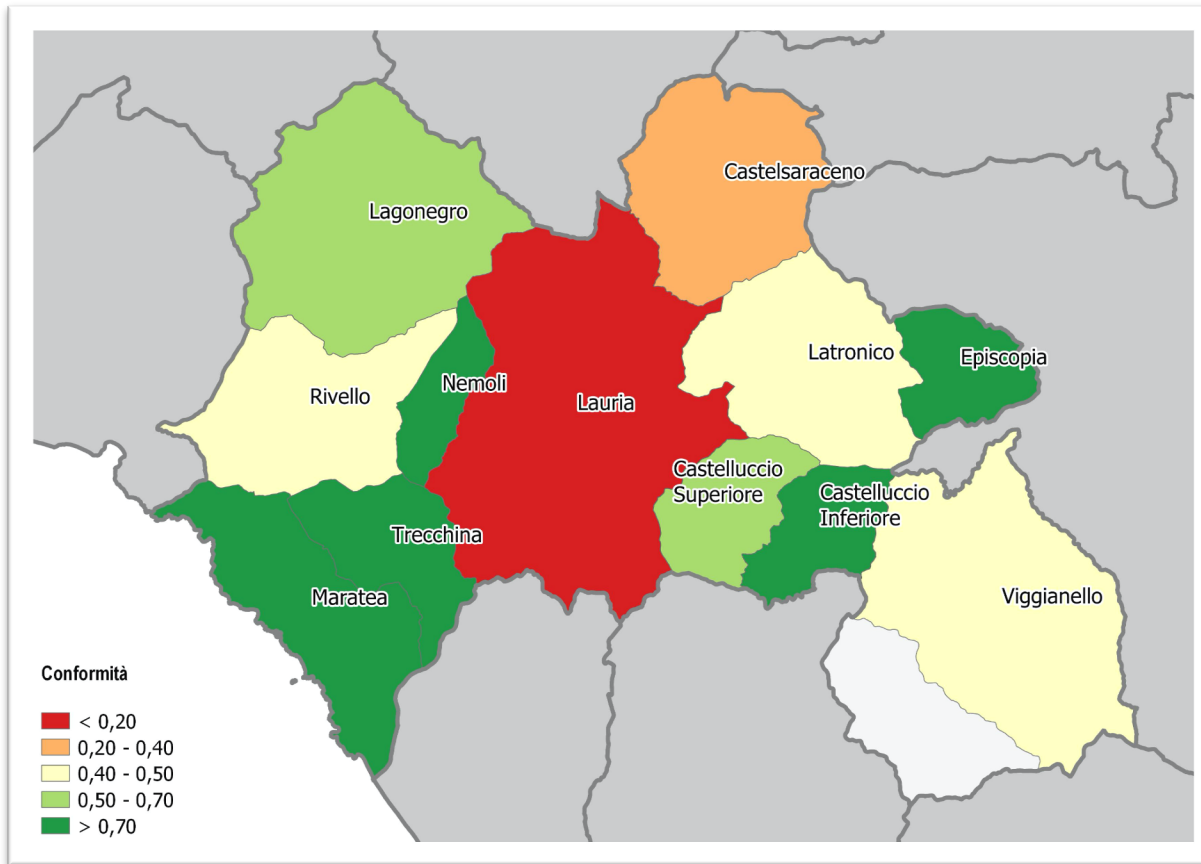 Castelsaraceno
Lagonegro
Latronico
Episcopia
Nemoli
Rivello
Lauria
Castelluccio
Superiore
Castelluccio
Inferiore
Trecchina
Maratea
Viggianello
Conformità
< 0,20
0,20 - 0,40
0,40 - 0,50
0,50 - 0,70
> 0,70